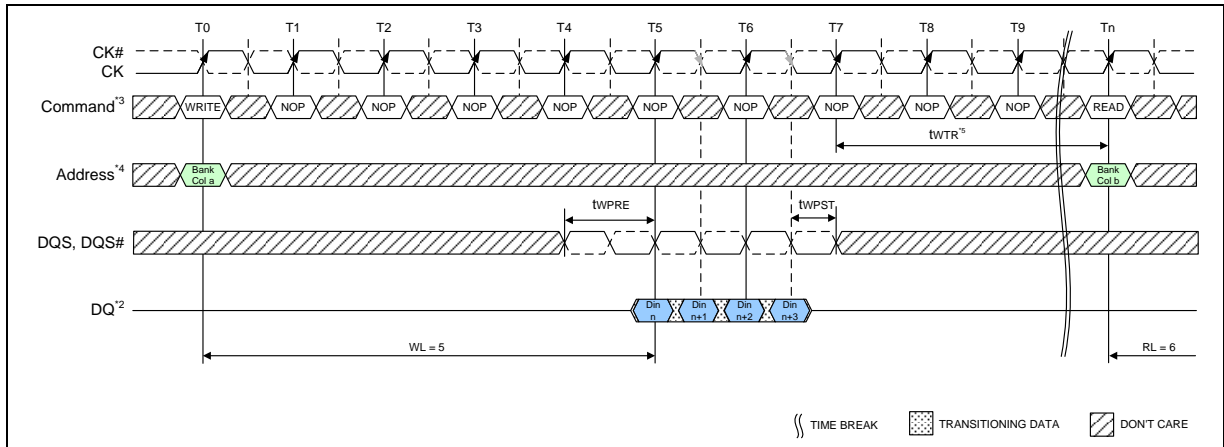 T0 T1 T2 T3 T4 T5 T6 T7 T8 T9 Tn
CK#
CK
Command*3 WRITE NOP NOP NOP NOP NOP NOP NOP NOP NOP READ
tWTR*5
Address*4 Bank Col a Bank Col b
tWPRE tWPST
DQS, DQS#
DQ*2 Din n Din n+1 Din n+2 Din n+3
WL = 5 RL = 6
TIME BREAK TRANSITIONING DATA DON'T CARE